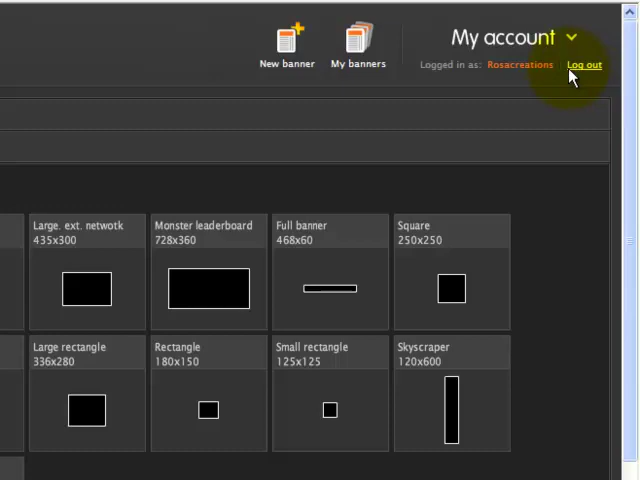 My account
New banner
My banners
Logged in as: Rosacreations
Log out
Large. ext. netwotk
435x300
Monster leaderboard
728x360
Full banner
468x60
Square
250x250
Large rectangle
336x280
Rectangle
180x150
Small rectangle
125x125
Skyscraper
120x600